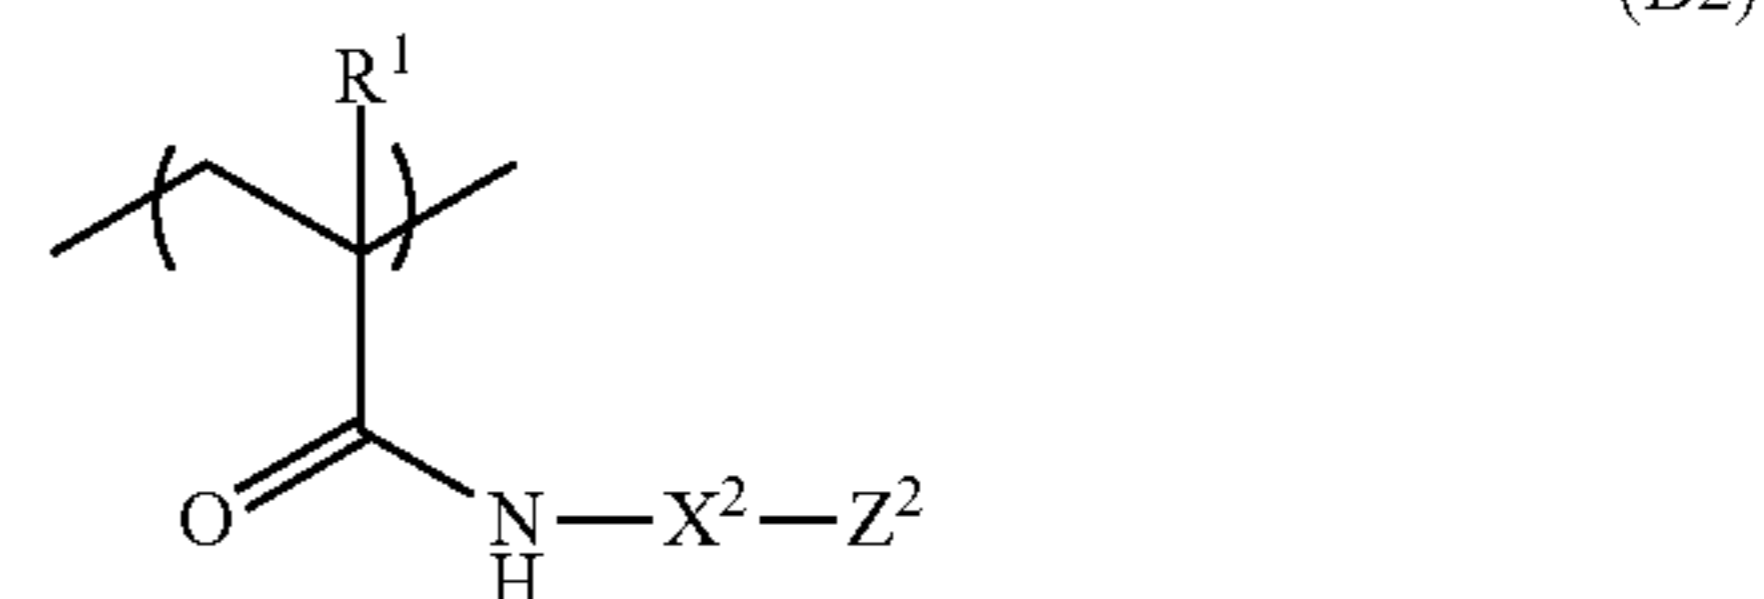 (D2)
R¹
O N—X²—Z²
H